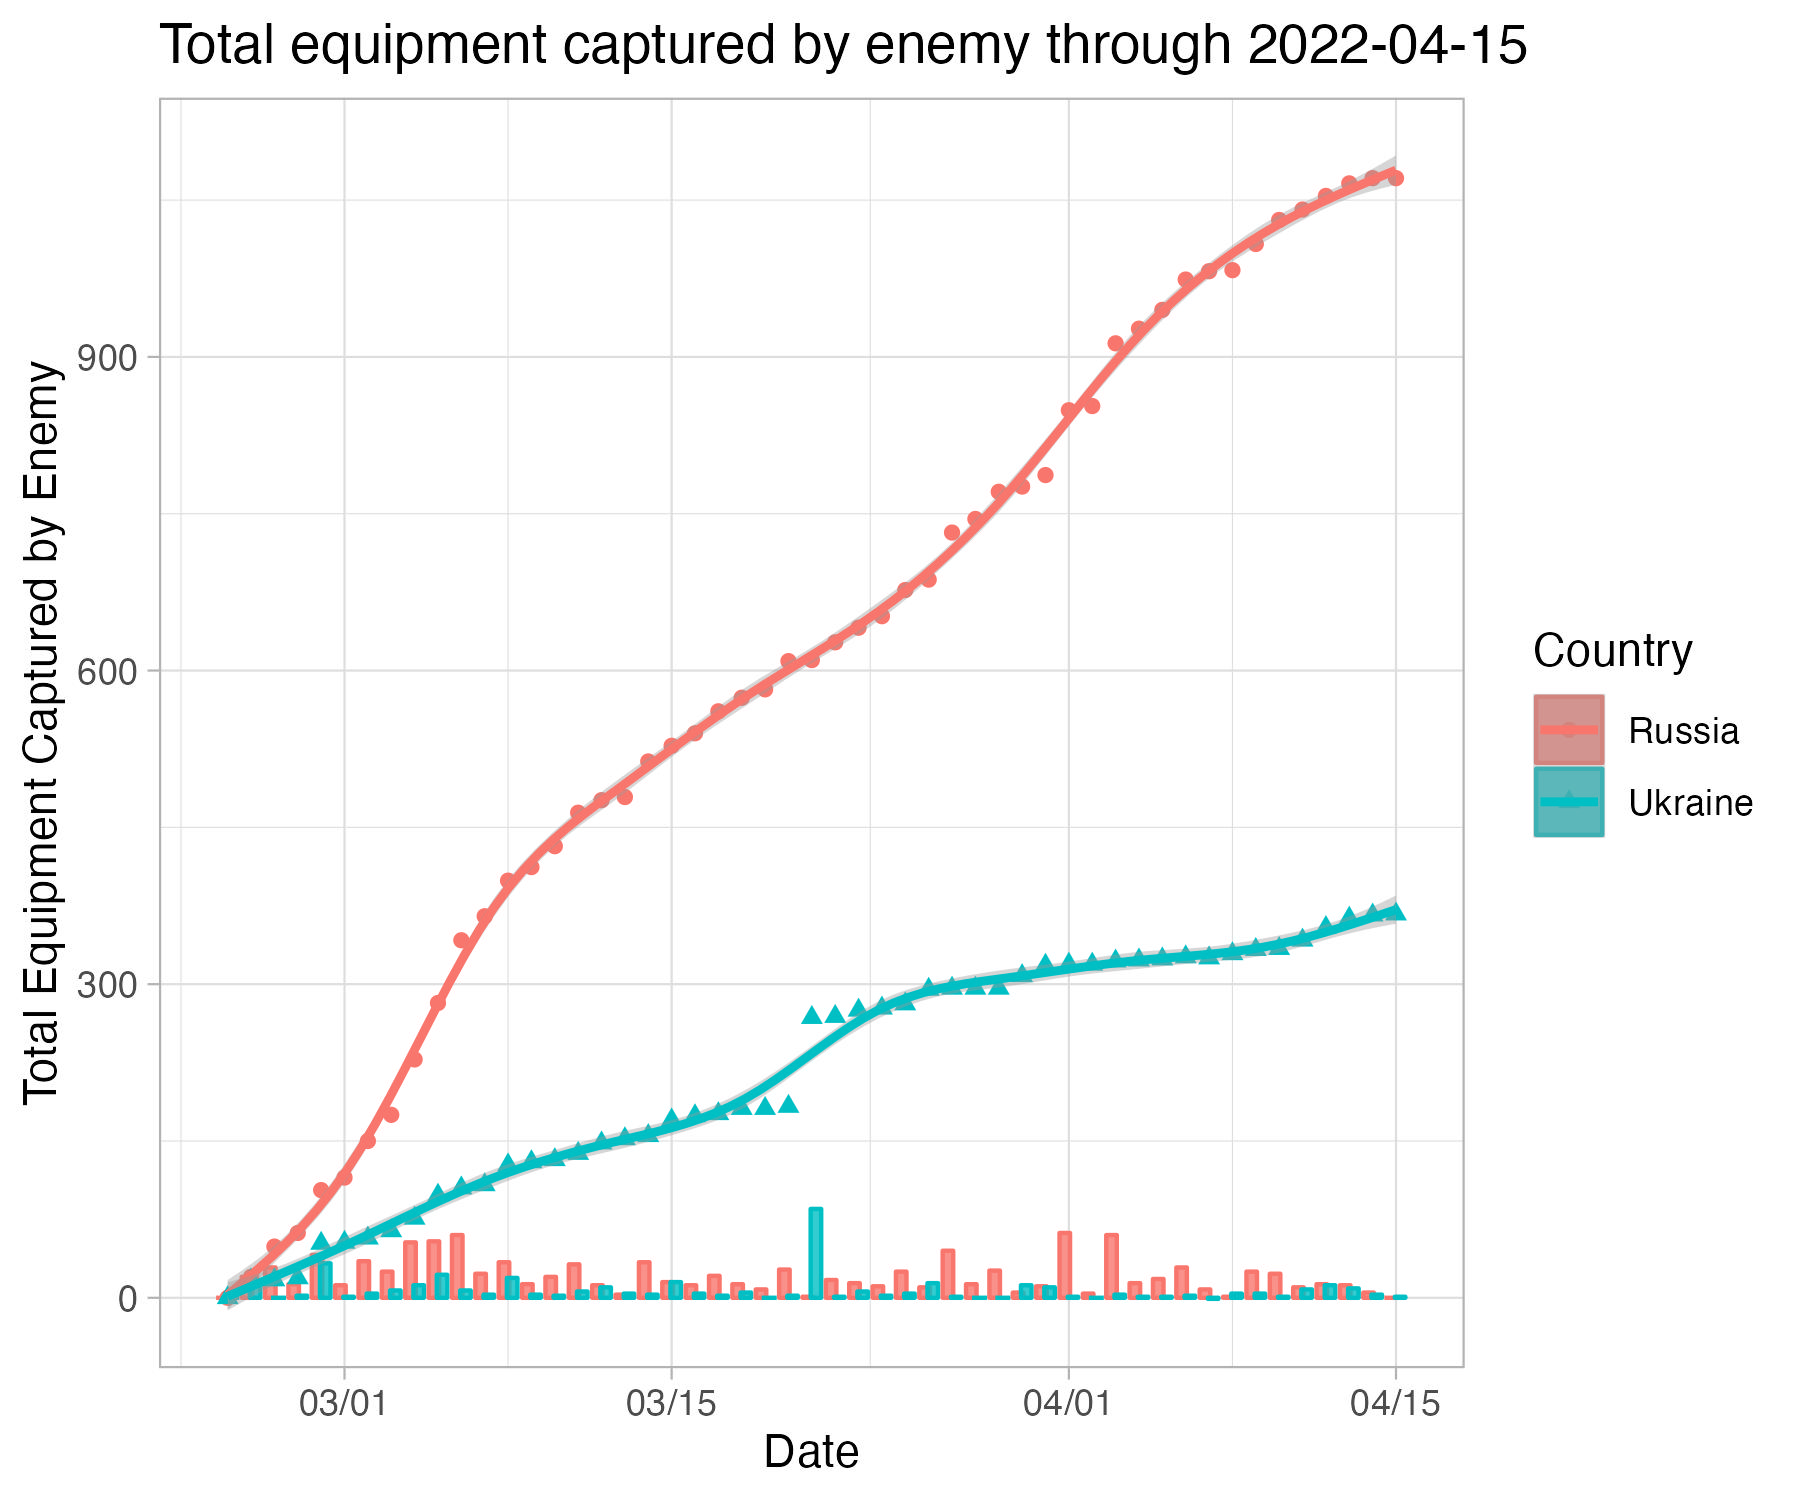 Total equipment captured by enemy through 2022-04-15
Total Equipment Captured by Enemy
900
600
300
0
03/01
03/15
04/01
04/15
Date
Country
Russia
Ukraine